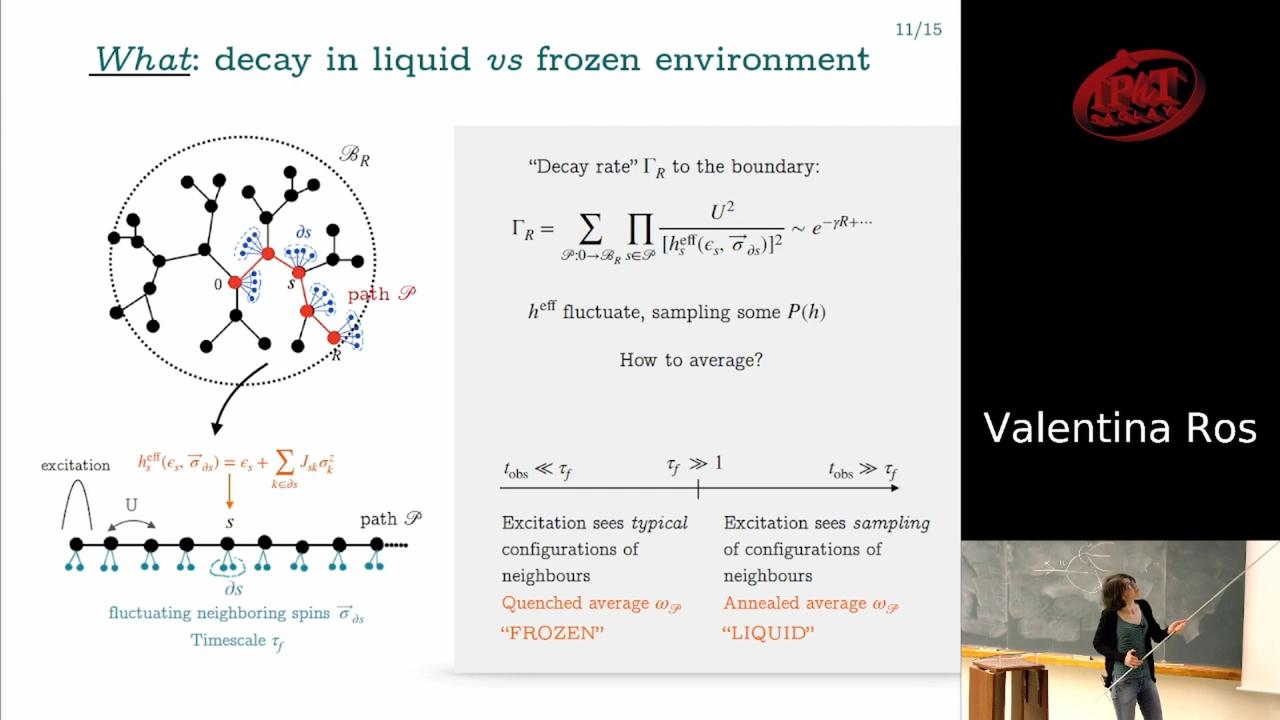 11/15
What: decay in liquid vs frozen environment
ℬ_R
∂s
0
s
path 𝒫
R
excitation
h_s^eff(ϵ_s, σ⃗_∂s) = ϵ_s + ∑_{k∈∂s} J_sk σ_k^z
U
s
path 𝒫
∂s
fluctuating neighboring spins σ⃗_∂s
Timescale τ_f
“Decay rate” Γ_R to the boundary:
Γ_R = ∑_{𝒫:0→ℬ_R} ∏_{s∈𝒫} U² / [h_s^eff(ϵ_s, σ⃗_∂s)]² ~ e^{−γR+⋯}
h^eff fluctuate, sampling some P(h)
How to average?
t_obs ≪ τ_f
τ_f ≫ 1
t_obs ≫ τ_f
Excitation sees typical
configurations of
neighbours
Quenched average ω_𝒫
“FROZEN”
Excitation sees sampling
of configurations of
neighbours
Annealed average ω_𝒫
“LIQUID”
IPhT
SACLAY
Valentina Ros